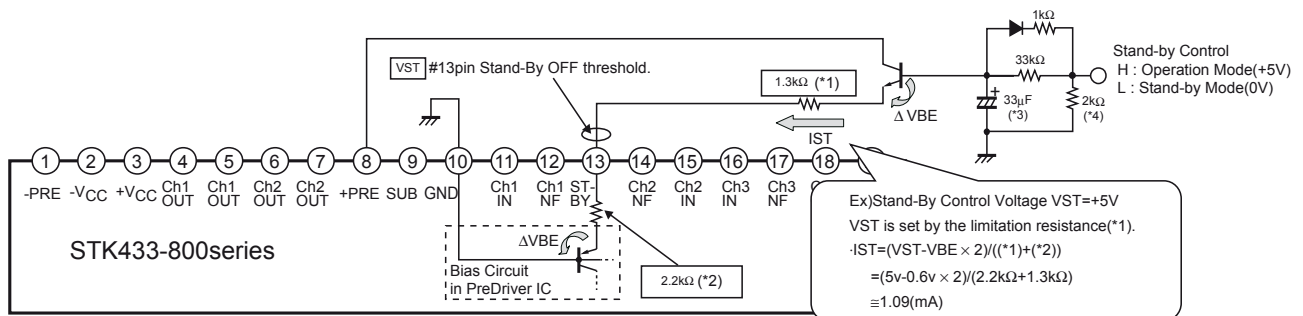 1kΩ
33kΩ
Stand-by Control
H : Operation Mode(+5V)
L : Stand-by Mode(0V)
VST #13pin Stand-By OFF threshold.
1.3kΩ (*1)
+
33μF
(*3)
2kΩ
(*4)
Δ VBE
IST
1 2 3 4 5 6 7 8 9 10 11 12 13 14 15 16 17 18
-PRE -VCC +VCC Ch1 OUT Ch1 OUT Ch2 OUT Ch2 OUT +PRE SUB GND Ch1 IN Ch1 NF ST-BY Ch2 NF Ch2 IN Ch3 IN Ch3 NF
STK433-800series
ΔVBE
Bias Circuit
in PreDriver IC
2.2kΩ (*2)
Ex)Stand-By Control Voltage VST=+5V
VST is set by the limitation resistance(*1).
·IST=(VST-VBE × 2)/((*1)+(*2))
=(5v-0.6v × 2)/(2.2kΩ+1.3kΩ)
≅1.09(mA)